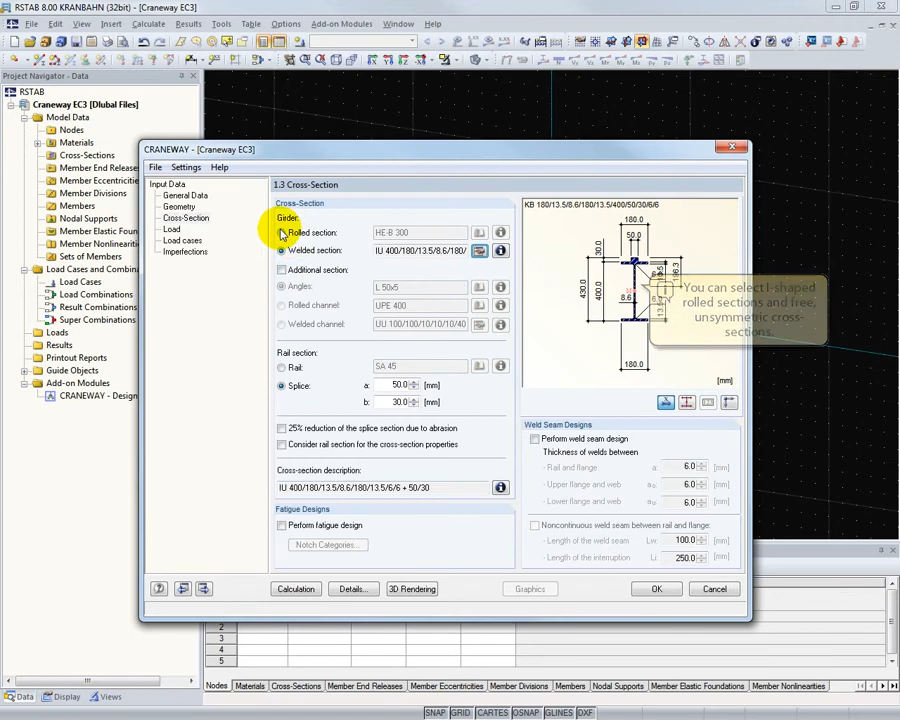 RSTAB 8.00 KRANBAHN (32bit) - [Craneway EC3]
File Edit View Insert Calculate Results Tools Table Options Add-on Modules Window Help
Project Navigator - Data
RSTAB
Craneway EC3 [Dlubal Files]
Model Data
Nodes
Materials
Cross-Sections
Member End Releases
Member Eccentricities
Member Divisions
Members
Nodal Supports
Member Elastic Foundat
Member Nonlinearities
Sets of Members
Load Cases and Combina
Load Cases
Load Combinations
Result Combinations
Super Combinations
Loads
Results
Printout Reports
Guide Objects
Add-on Modules
CRANEWAY - Design
Data Display Views
CRANEWAY - [Craneway EC3]
File Settings Help
Input Data
General Data
Geometry
Cross-Section
Load
Load cases
Imperfections
1.3 Cross-Section
Cross-Section
Girder:
Rolled section: HE-B 300
Welded section: IU 400/180/13.5/8.6/180/
Additional section:
Angles: L 50x5
Rolled channel: UPE 400
Welded channel: UU 100/100/10/10/10/40
Rail section:
Rail: SA 45
Splice: a: 50.0 [mm]
b: 30.0 [mm]
25% reduction of the splice section due to abrasion
Consider rail section for the cross-section properties
Cross-section description:
IU 400/180/13.5/8.6/180/13.5/6/6 + 50/30
Fatigue Designs
Perform fatigue design
Notch Categories...
KB 180/13.5/8.6/180/13.5/400/50/30/6/6
180.0
50.0
30.0
430.0
400.0
8.6
196.3
180.0
[mm]
You can select I-shaped
rolled sections and free,
unsymmetric cross-
sections.
Weld Seam Designs
Perform weld seam design
Thickness of welds between
- Rail and flange a: 6.0 [mm]
- Upper flange and web 6.0 [mm]
- Lower flange and web 6.0 [mm]
Noncontinuous weld seam between rail and flange:
- Length of the weld seam Lw: 100.0 [mm]
- Length of the interruption Li: 250.0 [mm]
Calculation Details... 3D Rendering Graphics OK Cancel
2
3
4
5
Nodes Materials Cross-Sections Member End Releases Member Eccentricities Member Divisions Members Nodal Supports Member Elastic Foundations Member Nonlinearities
SNAP GRID CARTES OSNAP GLINES DXF